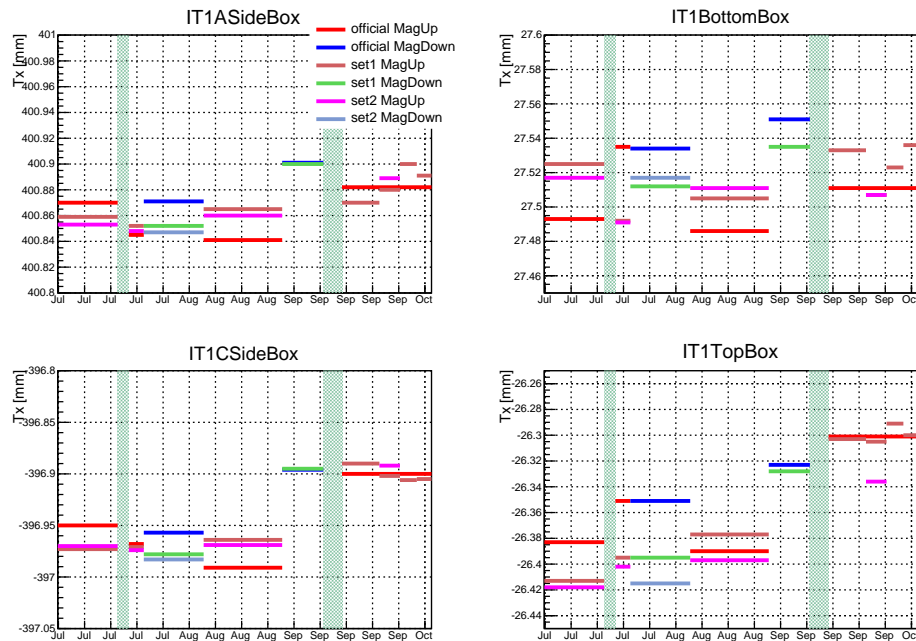 IT1ASideBox
Tx [mm]
401
400.98
400.96
400.94
400.92
400.9
400.88
400.86
400.84
400.82
400.8
Jul Jul Jul Jul Jul Aug Aug Aug Aug Sep Sep Sep Sep Sep Oct
official MagUp
official MagDown
set1 MagUp
set1 MagDown
set2 MagUp
set2 MagDown
IT1BottomBox
Tx [mm]
27.6
27.58
27.56
27.54
27.52
27.5
27.48
27.46
Jul Jul Jul Jul Jul Aug Aug Aug Aug Sep Sep Sep Sep Sep Oc
IT1CSideBox
Tx [mm]
-396.8
-396.85
-396.9
-396.95
-397
-397.05
Jul Jul Jul Jul Jul Aug Aug Aug Aug Sep Sep Sep Sep Sep Oct
IT1TopBox
Tx [mm]
-26.26
-26.28
-26.3
-26.32
-26.34
-26.36
-26.38
-26.4
-26.42
-26.44
Jul Jul Jul Jul Jul Aug Aug Aug Aug Sep Sep Sep Sep Sep Oc